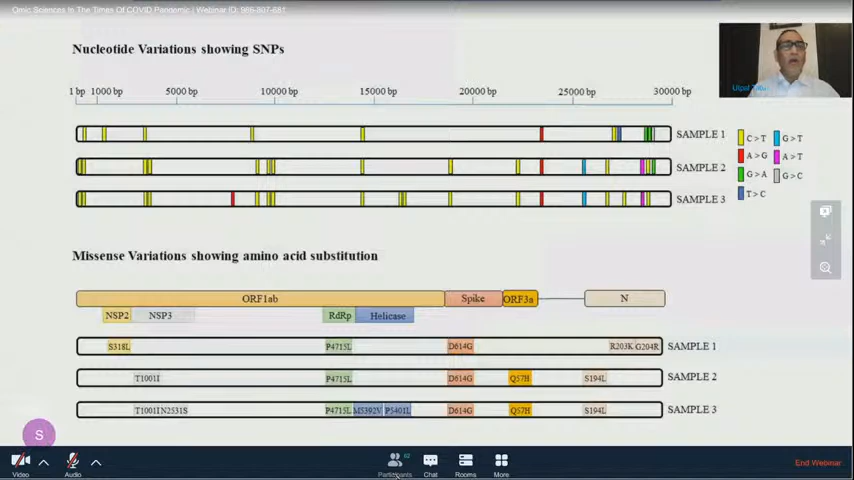 Omic Sciences In The Times Of COVID Pandemic | Webinar ID: 986-807-681
Nucleotide Variations showing SNPs
1 bp 1000 bp 5000 bp 10000 bp 15000 bp 20000 bp 25000 bp 30000 bp
SAMPLE 1
SAMPLE 2
SAMPLE 3
C > T G > T
A > G A > T
G > A G > C
T > C
Missense Variations showing amino acid substitution
ORF1ab Spike ORF3a N
NSP2 NSP3 RdRp Helicase
S318L P4715L D614G R203K G204R SAMPLE 1
T1001I P4715L D614G Q57H S194L SAMPLE 2
T1001I N2531S P4715L M5392V P5401L D614G Q57H S194L SAMPLE 3
S
Video Audio Participants 62 Chat Rooms More End Webinar